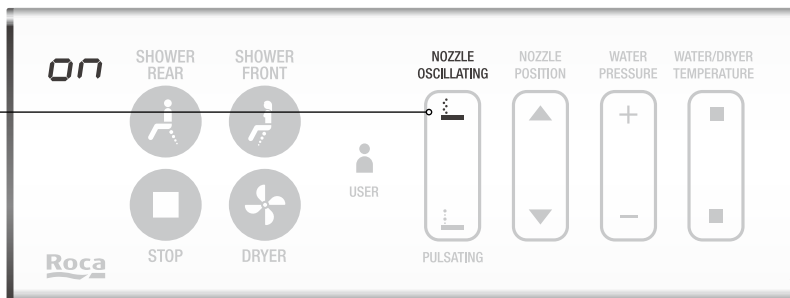 on
SHOWER
REAR
SHOWER
FRONT
NOZZLE
OSCILLATING
NOZZLE
POSITION
WATER
PRESSURE
WATER/DRYER
TEMPERATURE
USER
STOP
DRYER
PULSATING
Roca